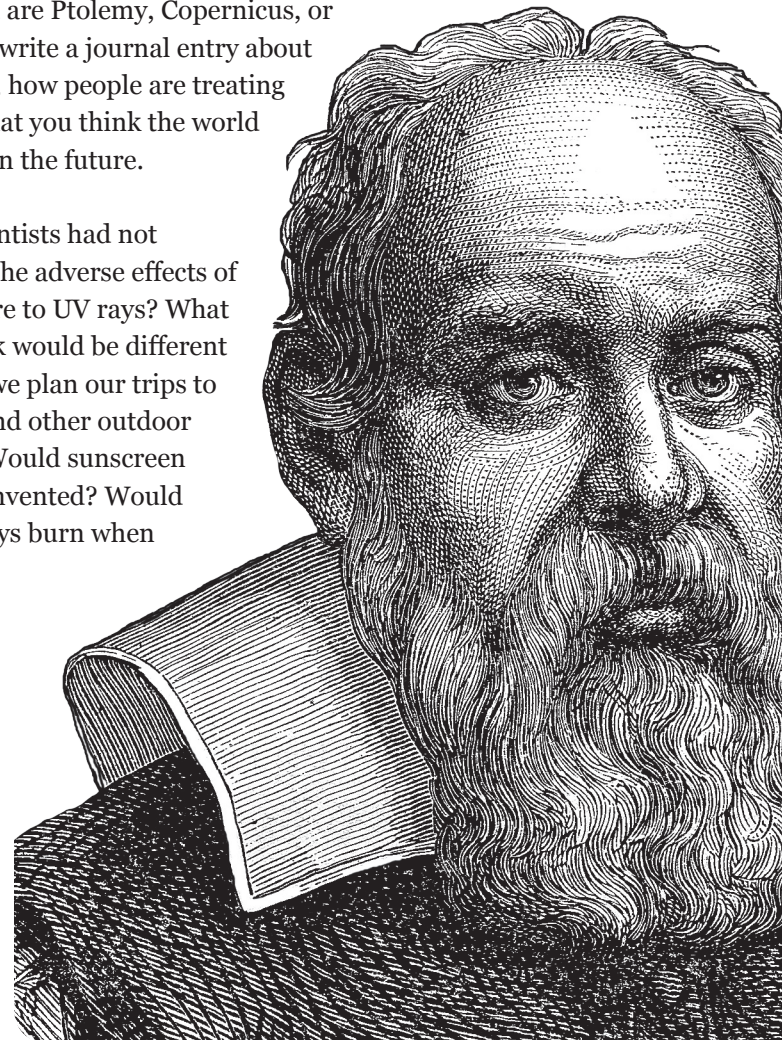 are Ptolemy, Copernicus, or
write a journal entry about
how people are treating
at you think the world
n the future.
ntists had not
he adverse effects of
re to UV rays? What
k would be different
we plan our trips to
nd other outdoor
Would sunscreen
nvented? Would
ys burn when